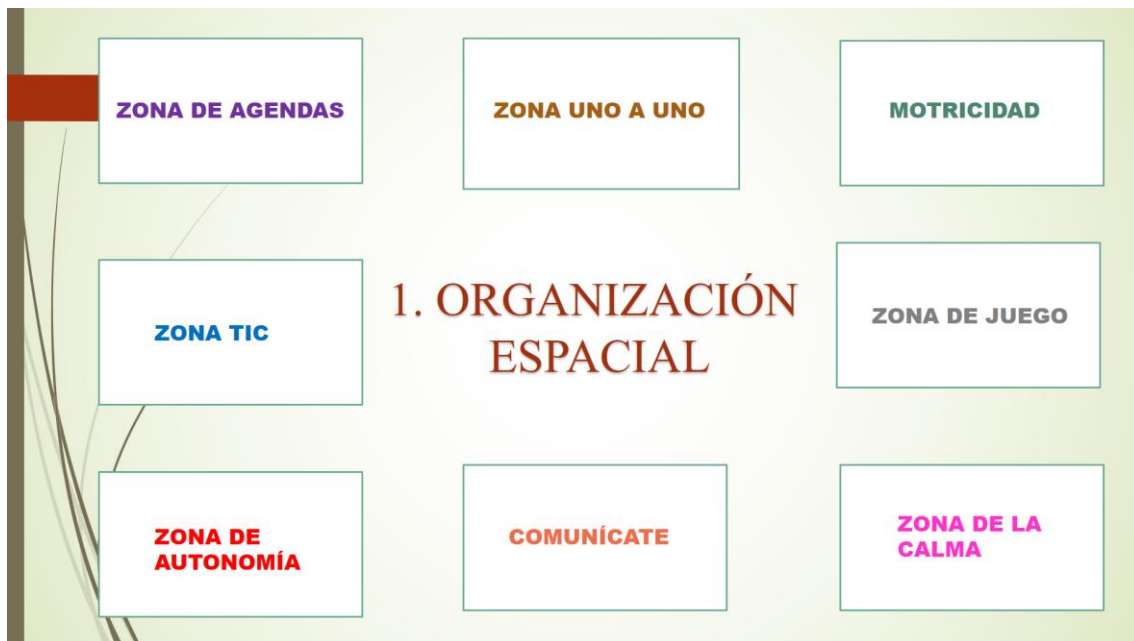 ZONA DE AGENDAS
ZONA UNO A UNO
MOTRICIDAD
ZONA TIC
1. ORGANIZACIÓN
ESPACIAL
ZONA DE JUEGO
ZONA DE
AUTONOMÍA
COMUNÍCATE
ZONA DE LA
CALMA